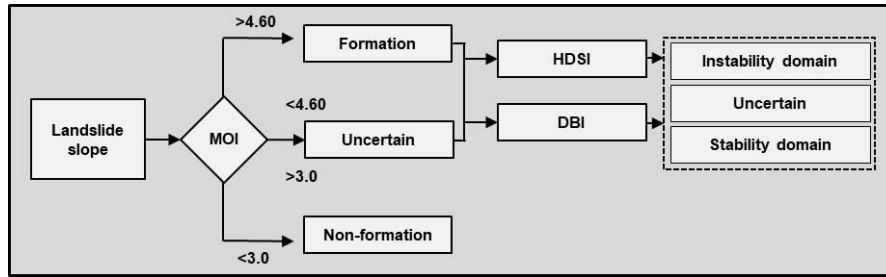 >4.60
Formation
HDSI
Instability domain
<4.60
Landslide
slope
MOI
Uncertain
DBI
Uncertain
Stability domain
>3.0
Non-formation
<3.0